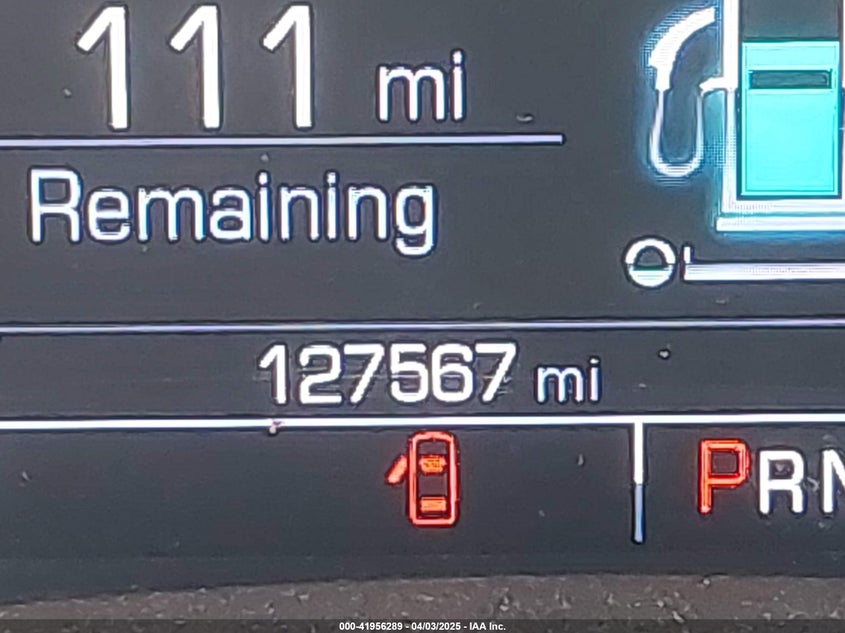 111 mi
Remaining
127567 mi
PRN
000-41956289 - 04/03/2025 - IAA Inc.